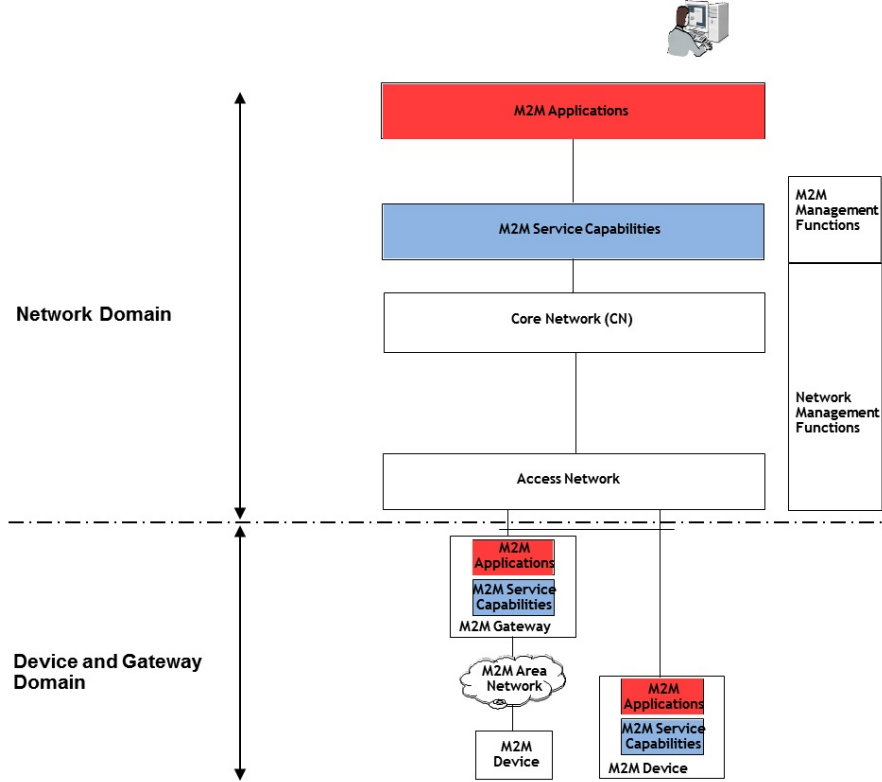 M2M Applications
M2M Service Capabilities
M2M
Management
Functions
Core Network (CN)
Network Domain
Network
Management
Functions
Access Network
M2M
Applications
M2M Service
Capabilities
M2M Gateway
Device and Gateway
Domain
M2M Area
Network
M2M
Device
M2M
Applications
M2M Service
Capabilities
M2M Device